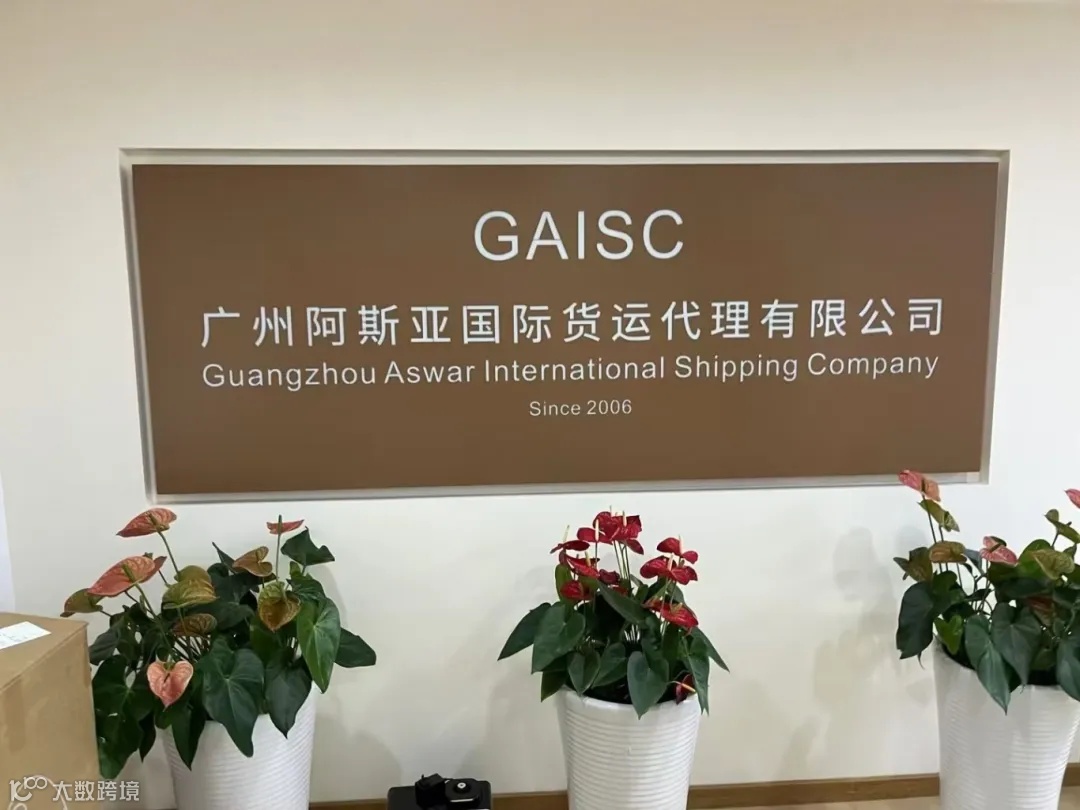 GAISC
广州阿斯亚国际货运代理有限公司
Guangzhou Aswar International Shipping Company
Since 2006
大数跨境